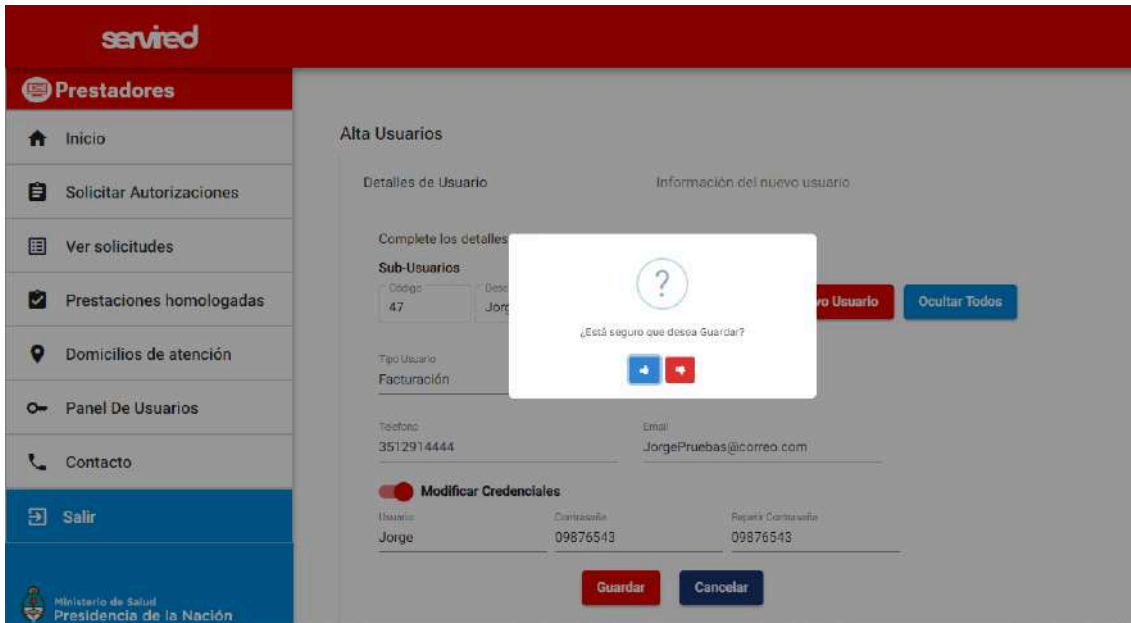 servired
Prestadores
Inicio
Solicitar Autorizaciones
Ver solicitudes
Prestaciones homologadas
Domicilios de atención
Panel De Usuarios
Contacto
Salir
Ministerio de Salud
Presidencia de la Nación
Alta Usuarios
Detalles de Usuario
Información del nuevo usuario
Complete los detalles
Sub-Usuarios
Código
47
Desc
Jorg
vo Usuario
Ocultar Todos
¿Está seguro que desea Guardar?
Tipo Usuario
Facturación
Telefono
3512914444
Email
JorgePruebas@correo.com
Modificar Credenciales
Usuario
Jorge
Contraseña
09876543
Repetir Contraseña
09876543
Guardar
Cancelar